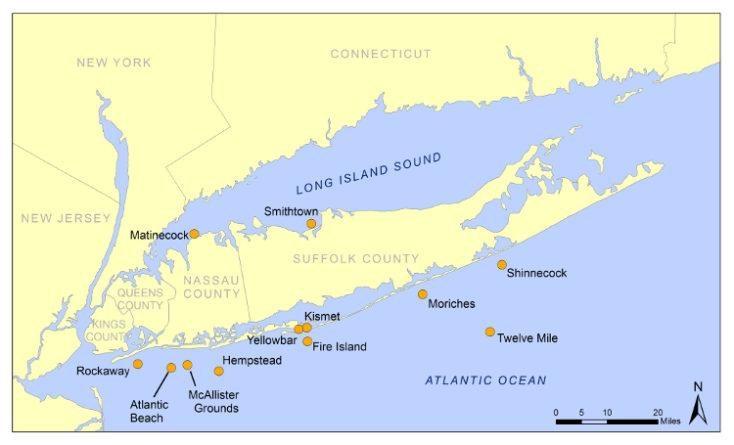 CONNECTICUT
NEW YORK
LONG ISLAND SOUND
Smithtown
NEW JERSEY
Matinecock
SUFFOLK COUNTY
Shinnecock
NASSAU
COUNTY
QUEENS
COUNTY
Moriches
KINGS
COUNTY
Kismet
Yellowbar
Fire Island
Twelve Mile
Hempstead
Rockaway
ATLANTIC OCEAN
McAllister
Grounds
Atlantic
Beach
N
0 5 10 20
Miles